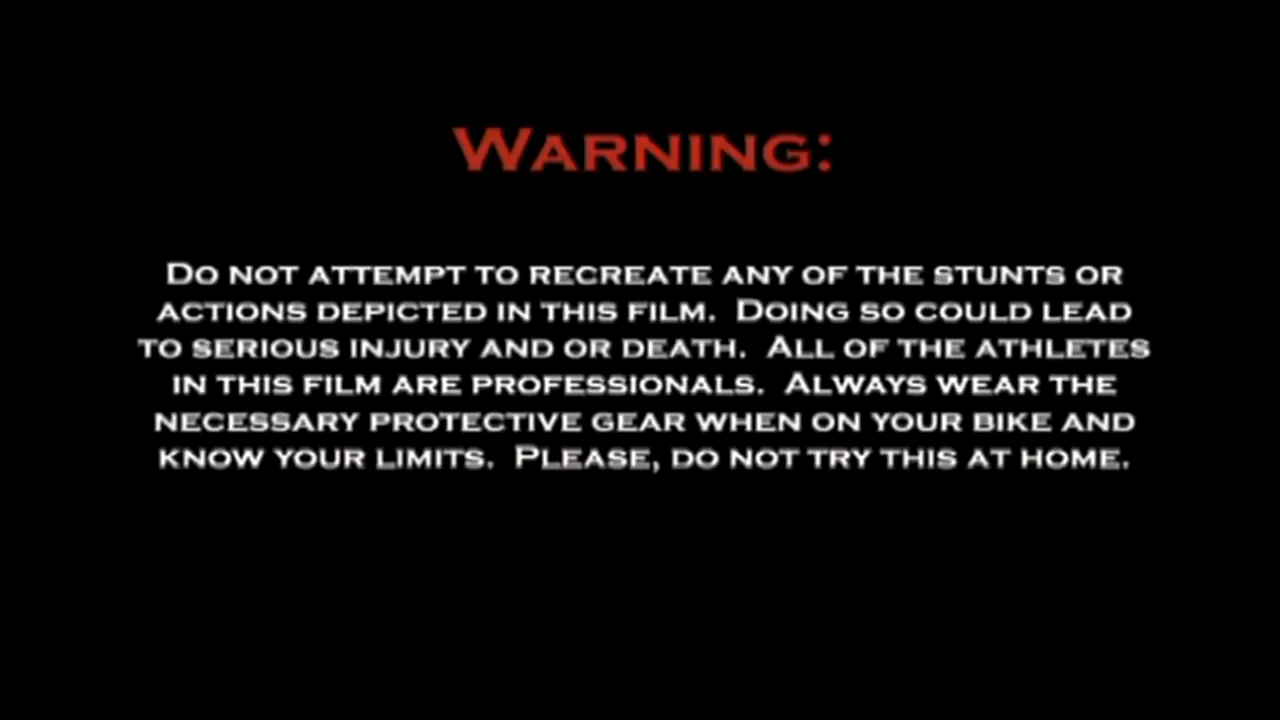 Warning:
Do not attempt to recreate any of the stunts or
actions depicted in this film.  Doing so could lead
to serious injury and or death.  All of the athletes
in this film are professionals.  Always wear the
necessary protective gear when on your bike and
know your limits.  Please, do not try this at home.